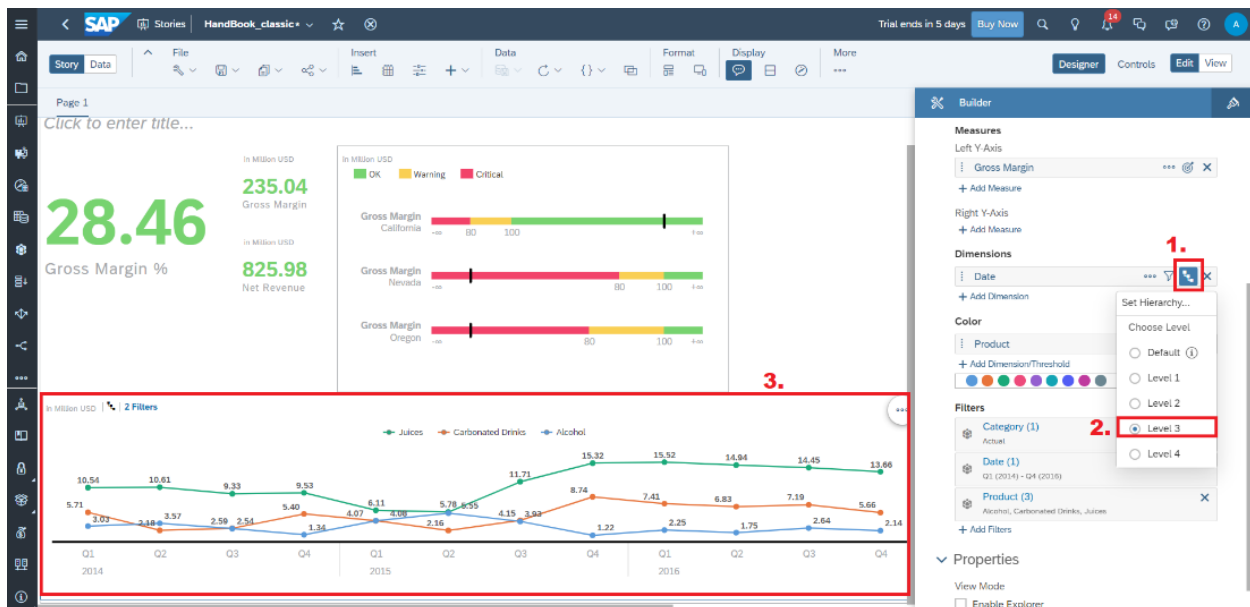 SAP Stories HandBook_classic* Trial ends in 5 days Buy Now 14 A
Story Data
File Insert Data Format Display More
Designer Controls Edit View
Page 1
Click to enter title...
28.46
Gross Margin %
in Million USD
235.04
Gross Margin
in Million USD
825.98
Net Revenue
in Million USD
OK Warning Critical
Gross Margin
California
-∞ 80 100 +∞
Gross Margin
Nevada
-∞ 80 100 +∞
Gross Margin
Oregon
-∞ 80 100 +∞
3.
in Million USD 2 Filters
Juices Carbonated Drinks Alcohol
10.54 10.61 9.33 9.53 6.11 5.78 11.71 15.32 15.52 14.94 14.45 13.66
5.71 2.18 2.59 5.40 4.07 2.16 4.15 8.74 7.41 6.83 7.19 5.66
3.03 3.57 2.54 1.34 4.08 6.55 3.93 1.22 2.25 1.75 2.64 2.14
Q1 Q2 Q3 Q4 Q1 Q2 Q3 Q4 Q1 Q2 Q3 Q4
2014 2015 2016
Builder
Measures
Left Y-Axis
Gross Margin
+ Add Measure
Right Y-Axis
+ Add Measure
1.
Dimensions
Date
+ Add Dimension
Set Hierarchy...
Choose Level
Default
Level 1
Level 2
2.
Level 3
Level 4
Color
Product
+ Add Dimension/Threshold
Filters
Category (1)
Actual
Date (1)
Q1 (2014) - Q4 (2016)
Product (3)
Alcohol, Carbonated Drinks, Juices
+ Add Filters
Properties
View Mode
Enable Explorer